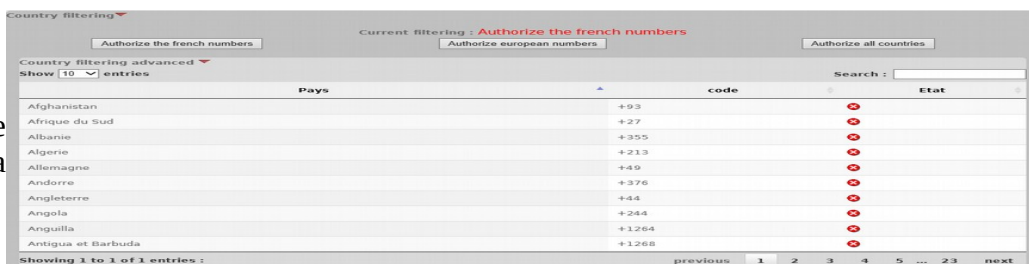 Country filtering
Current filtering : Authorize the french numbers
Authorize the french numbers Authorize european numbers Authorize all countries
Country filtering advanced
Show 10 entries Search :
Pays code Etat
Afghanistan +93
Afrique du Sud +27
e
Albanie +355
Algerie +213
a
Allemagne +49
Andorre +376
Angleterre +44
Angola +244
Anguilla +1264
Antigua et Barbuda +1268
Showing 1 to 1 of 1 entries : previous 1 2 3 4 5 ... 23 next